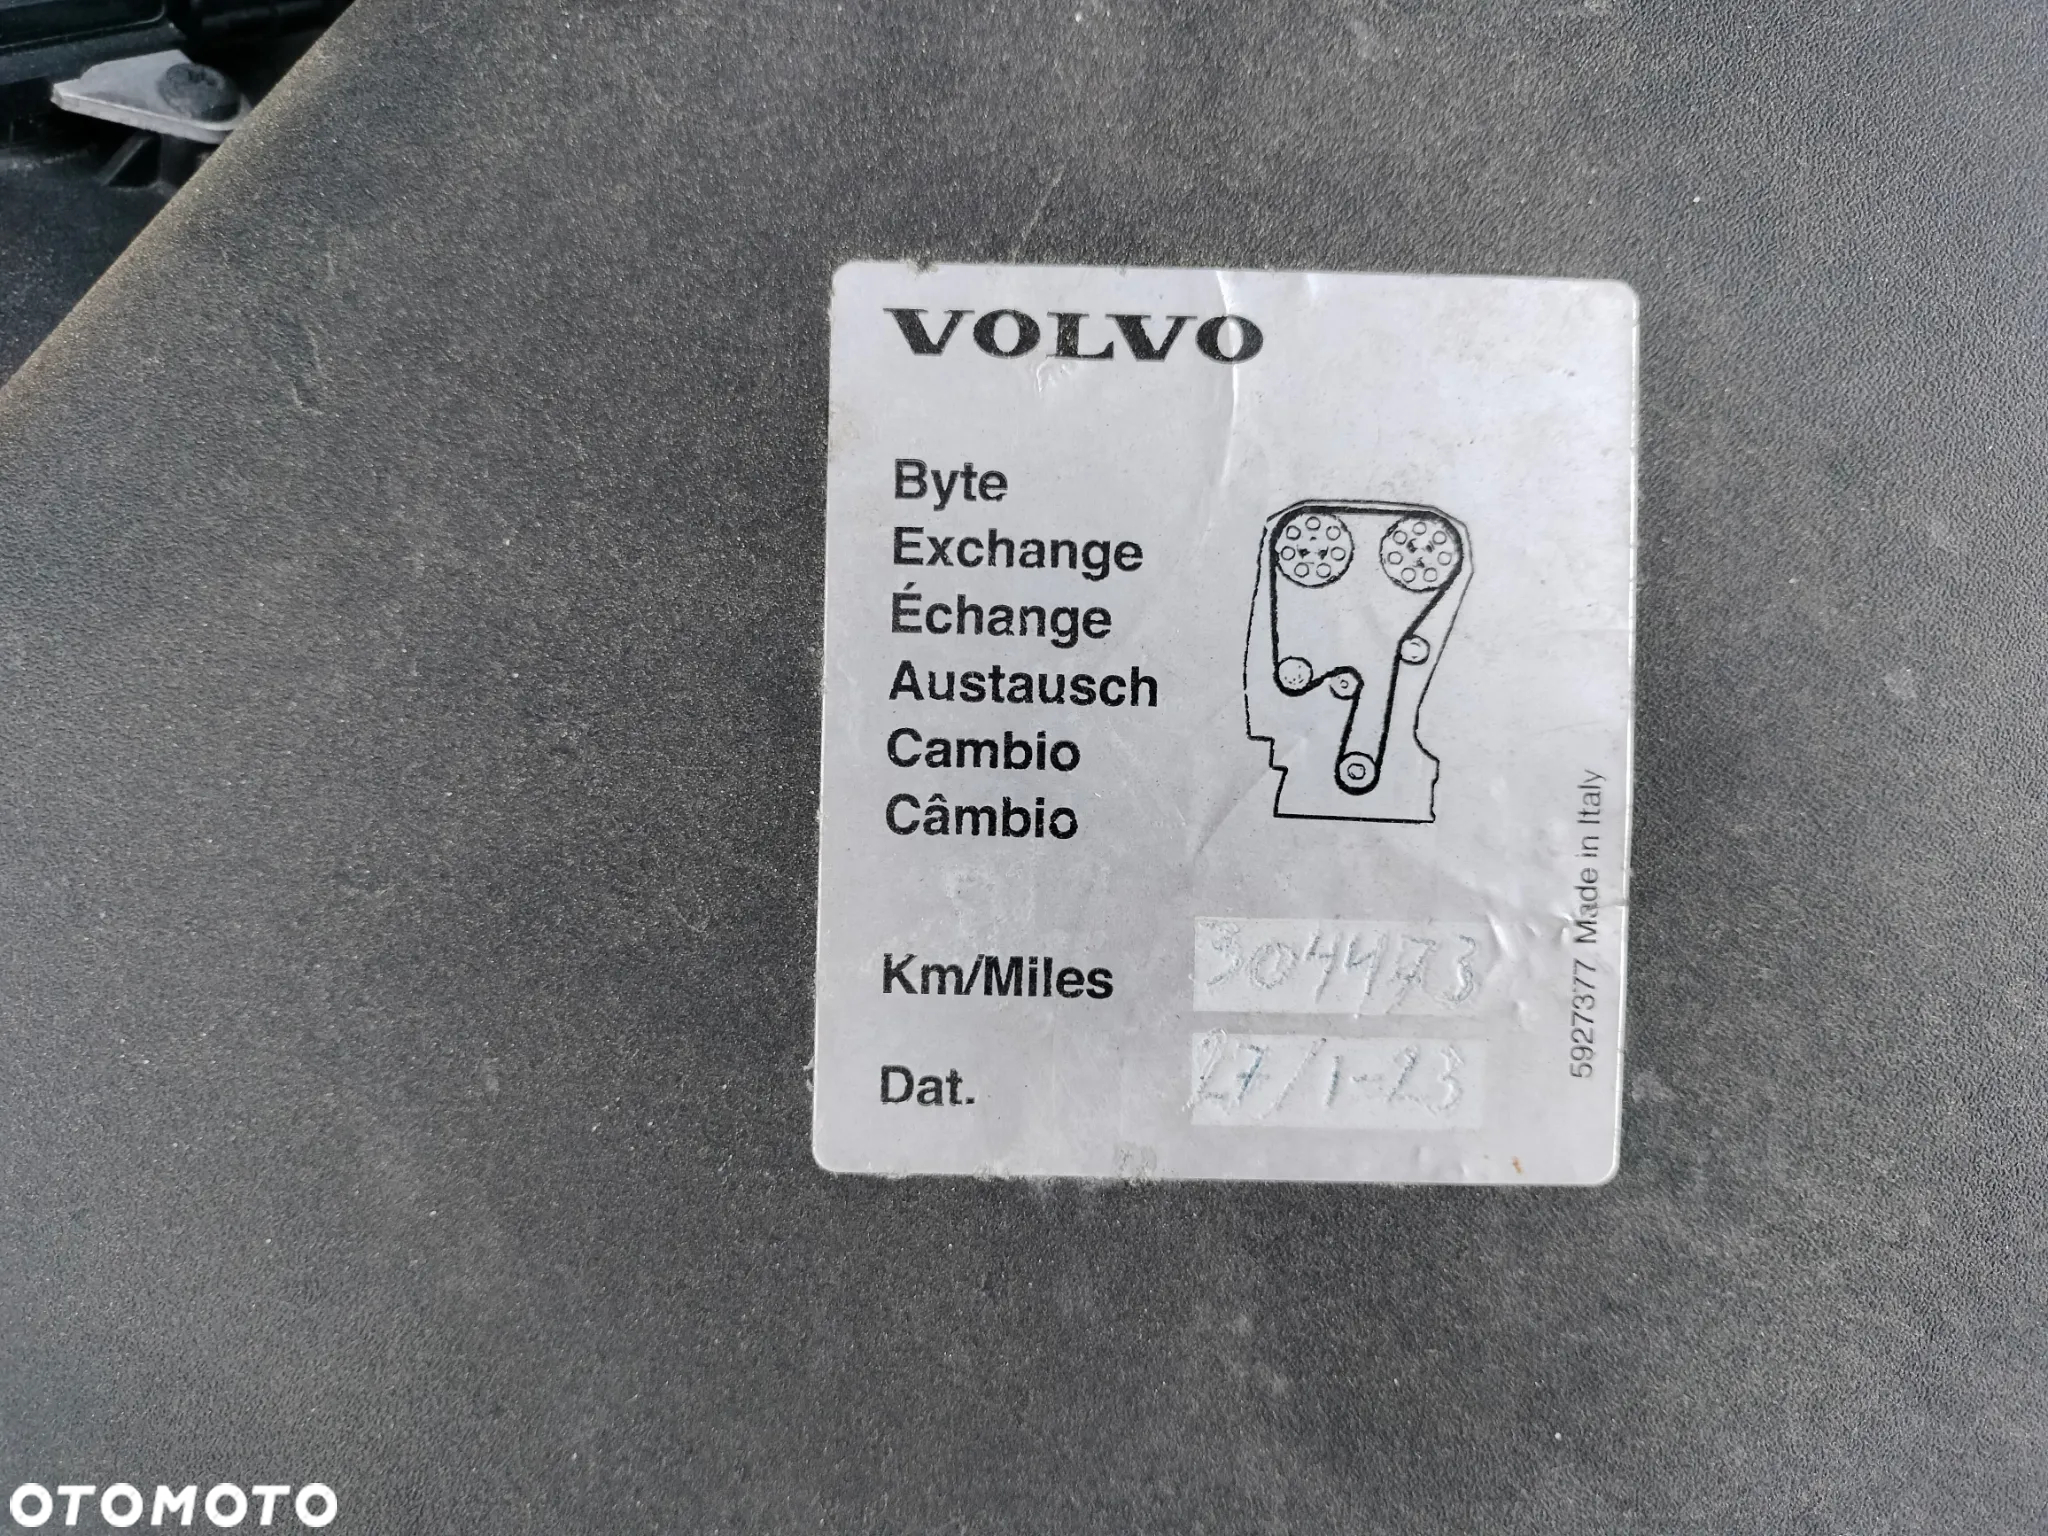 VOLVO
Byte
Exchange
Échange
Austausch
Cambio
Câmbio
Km/Miles 304473
Dat. 27/1-23
5927377 Made in Italy
OTOMOTO